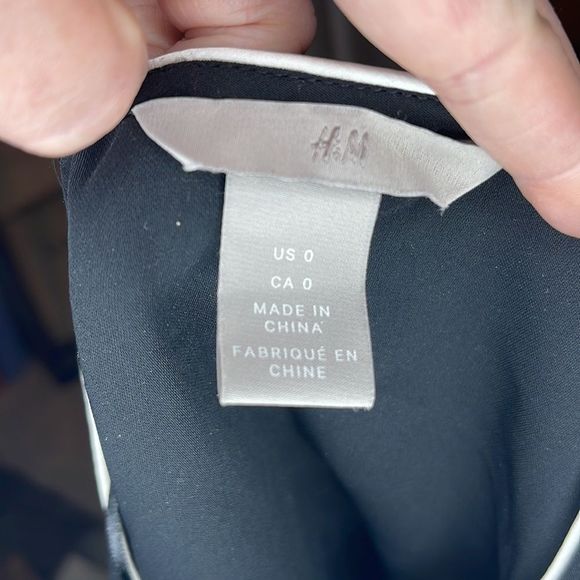 H&M
US 0
CA 0
MADE IN
CHINA
FABRIQUÉ EN
CHINE